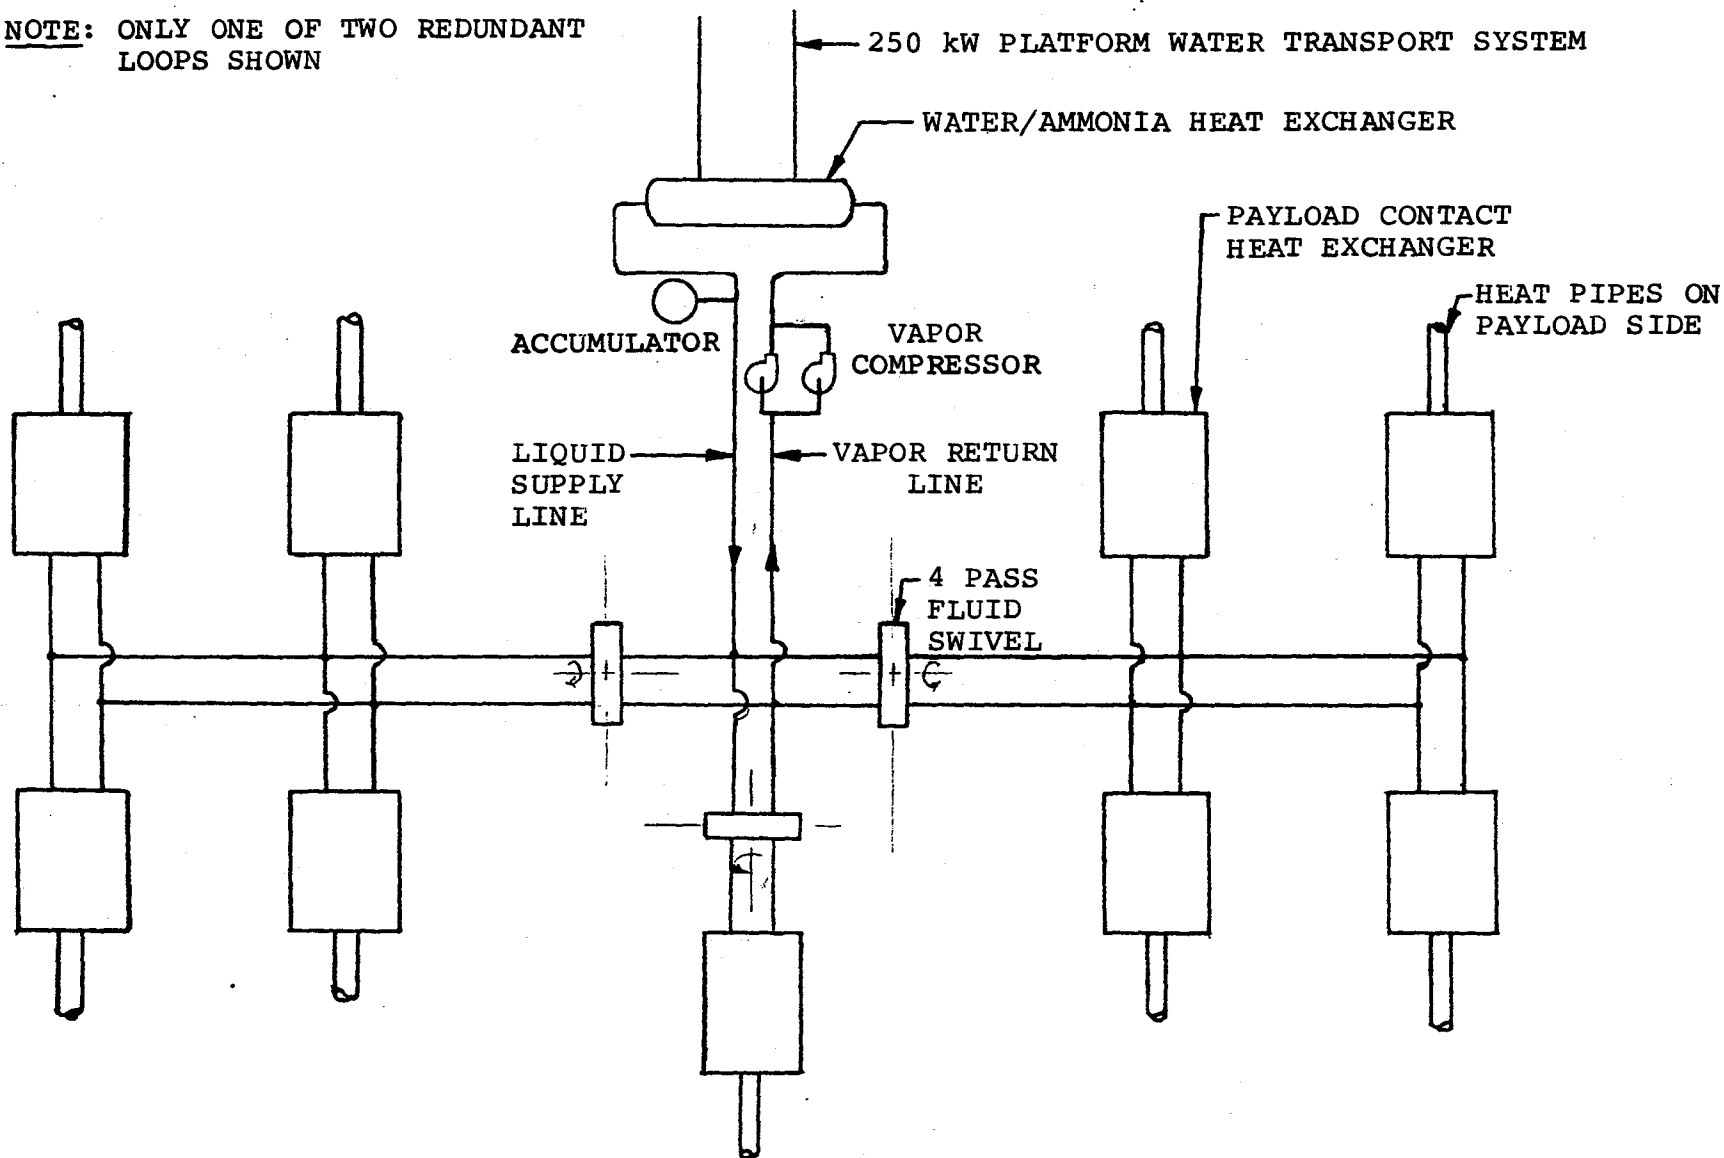 NOTE: ONLY ONE OF TWO REDUNDANT
LOOPS SHOWN
250 kW PLATFORM WATER TRANSPORT SYSTEM
WATER/AMMONIA HEAT EXCHANGER
PAYLOAD CONTACT
HEAT EXCHANGER
HEAT PIPES ON
PAYLOAD SIDE
ACCUMULATOR
VAPOR
COMPRESSOR
LIQUID
SUPPLY
LINE
VAPOR RETURN
LINE
4 PASS
FLUID
SWIVEL